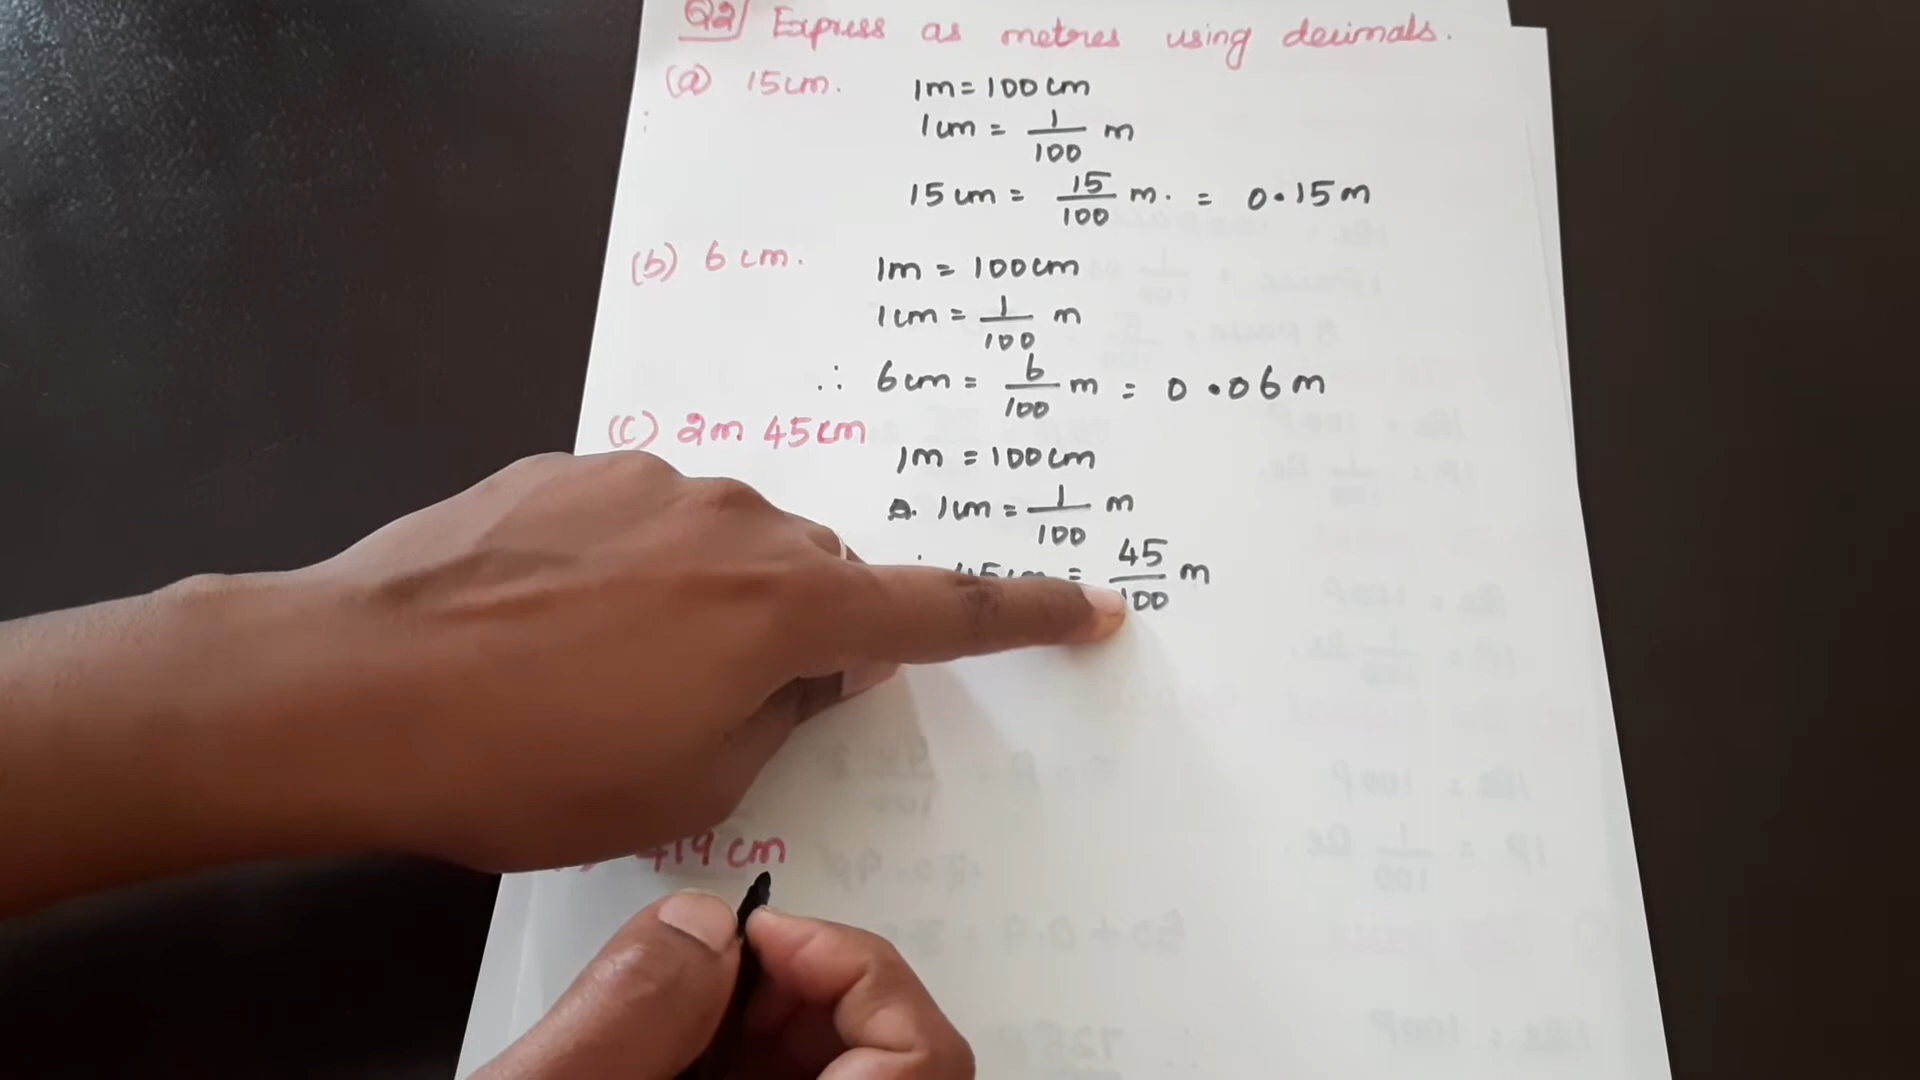 Q2) Express as metres using decimals.
(a) 15cm. 1m = 100 cm
1cm = 1/100 m
15cm = 15/100 m. = 0.15m
(b) 6 cm. 1m = 100cm
1cm = 1/100 m
∴ 6cm = 6/100 m = 0.06m
(c) 2m 45cm
1m = 100cm
1cm = 1/100 m
45cm = 45/100 m
419 cm